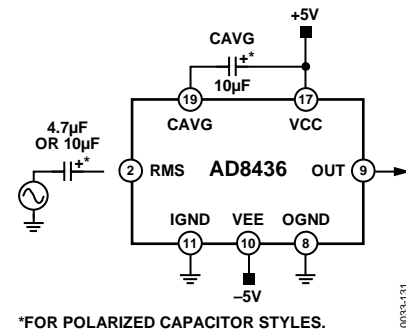 +5V
CAVG
+*
10µF
19
17
CAVG
VCC
4.7µF
OR 10µF
+*
2
RMS
AD8436
OUT
9
IGND
VEE
OGND
11
10
8
–5V
*FOR POLARIZED CAPACITOR STYLES.
0033-131